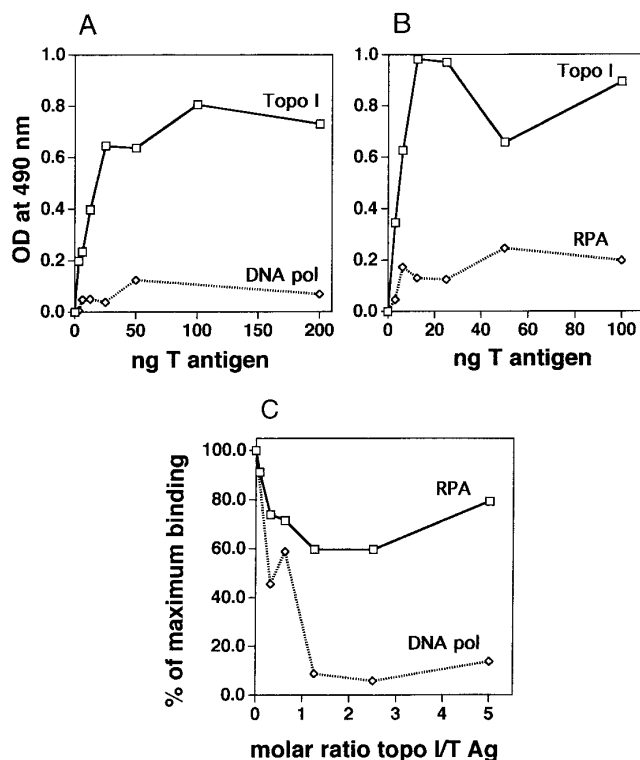 A
OD at 490 nm
1.0
0.8
0.6
0.4
0.2
0.0
Topo I
DNA pol
0 50 100 150 200
ng T antigen
B
1.0
0.8
0.6
0.4
0.2
0.0
Topo I
RPA
0 20 40 60 80 100
ng T antigen
C
% of maximum binding
100.0
80.0
60.0
40.0
20.0
0.0
RPA
DNA pol
0 1 2 3 4 5
molar ratio topo I/T Ag